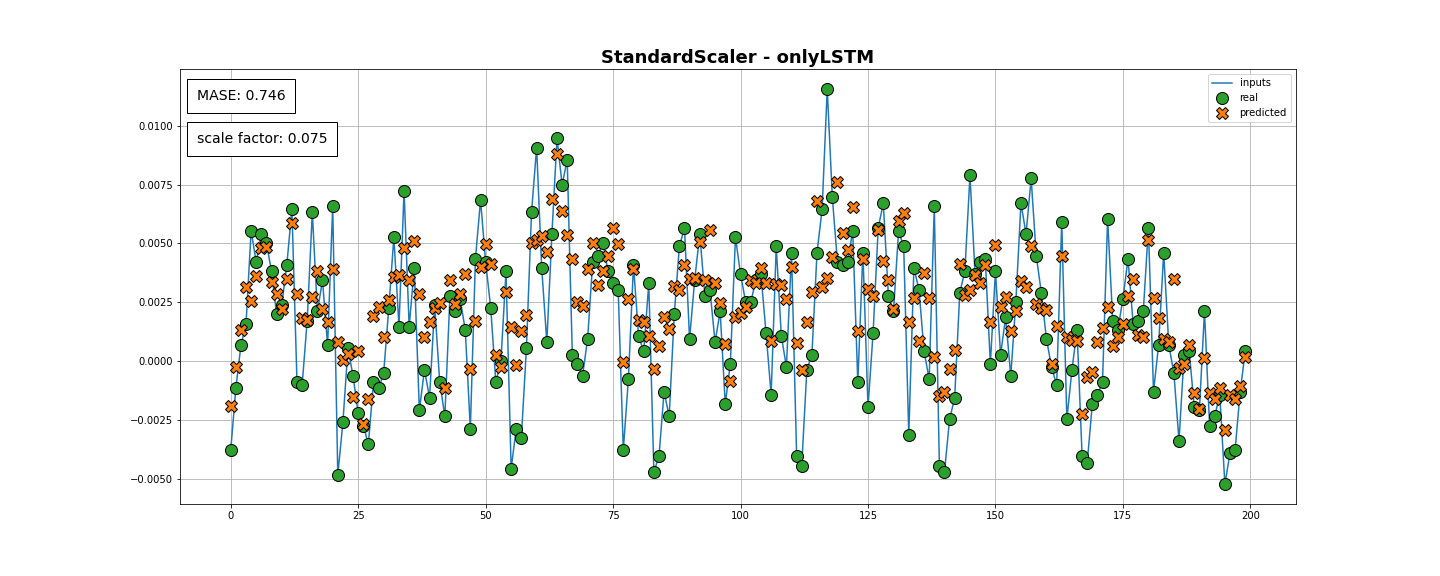 StandardScaler - onlyLSTM
MASE: 0.746
scale factor: 0.075
inputs
real
predicted
0.0100
0.0075
0.0050
0.0025
0.0000
−0.0025
−0.0050
0 25 50 75 100 125 150 175 200